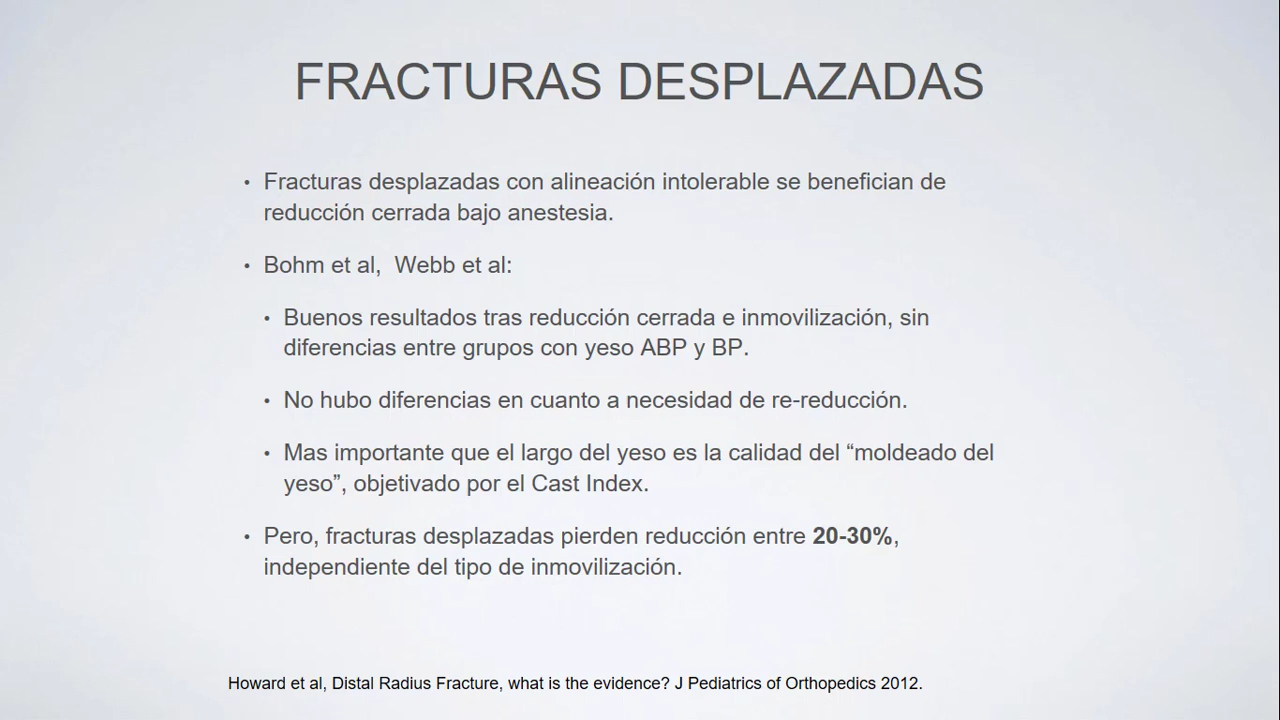 FRACTURAS DESPLAZADAS
• Fracturas desplazadas con alineación intolerable se benefician de
reducción cerrada bajo anestesia.
• Bohm et al,  Webb et al:
• Buenos resultados tras reducción cerrada e inmovilización, sin
diferencias entre grupos con yeso ABP y BP.
• No hubo diferencias en cuanto a necesidad de re-reducción.
• Mas importante que el largo del yeso es la calidad del “moldeado del
yeso”, objetivado por el Cast Index.
• Pero, fracturas desplazadas pierden reducción entre 20-30%,
independiente del tipo de inmovilización.
Howard et al, Distal Radius Fracture, what is the evidence? J Pediatrics of Orthopedics 2012.